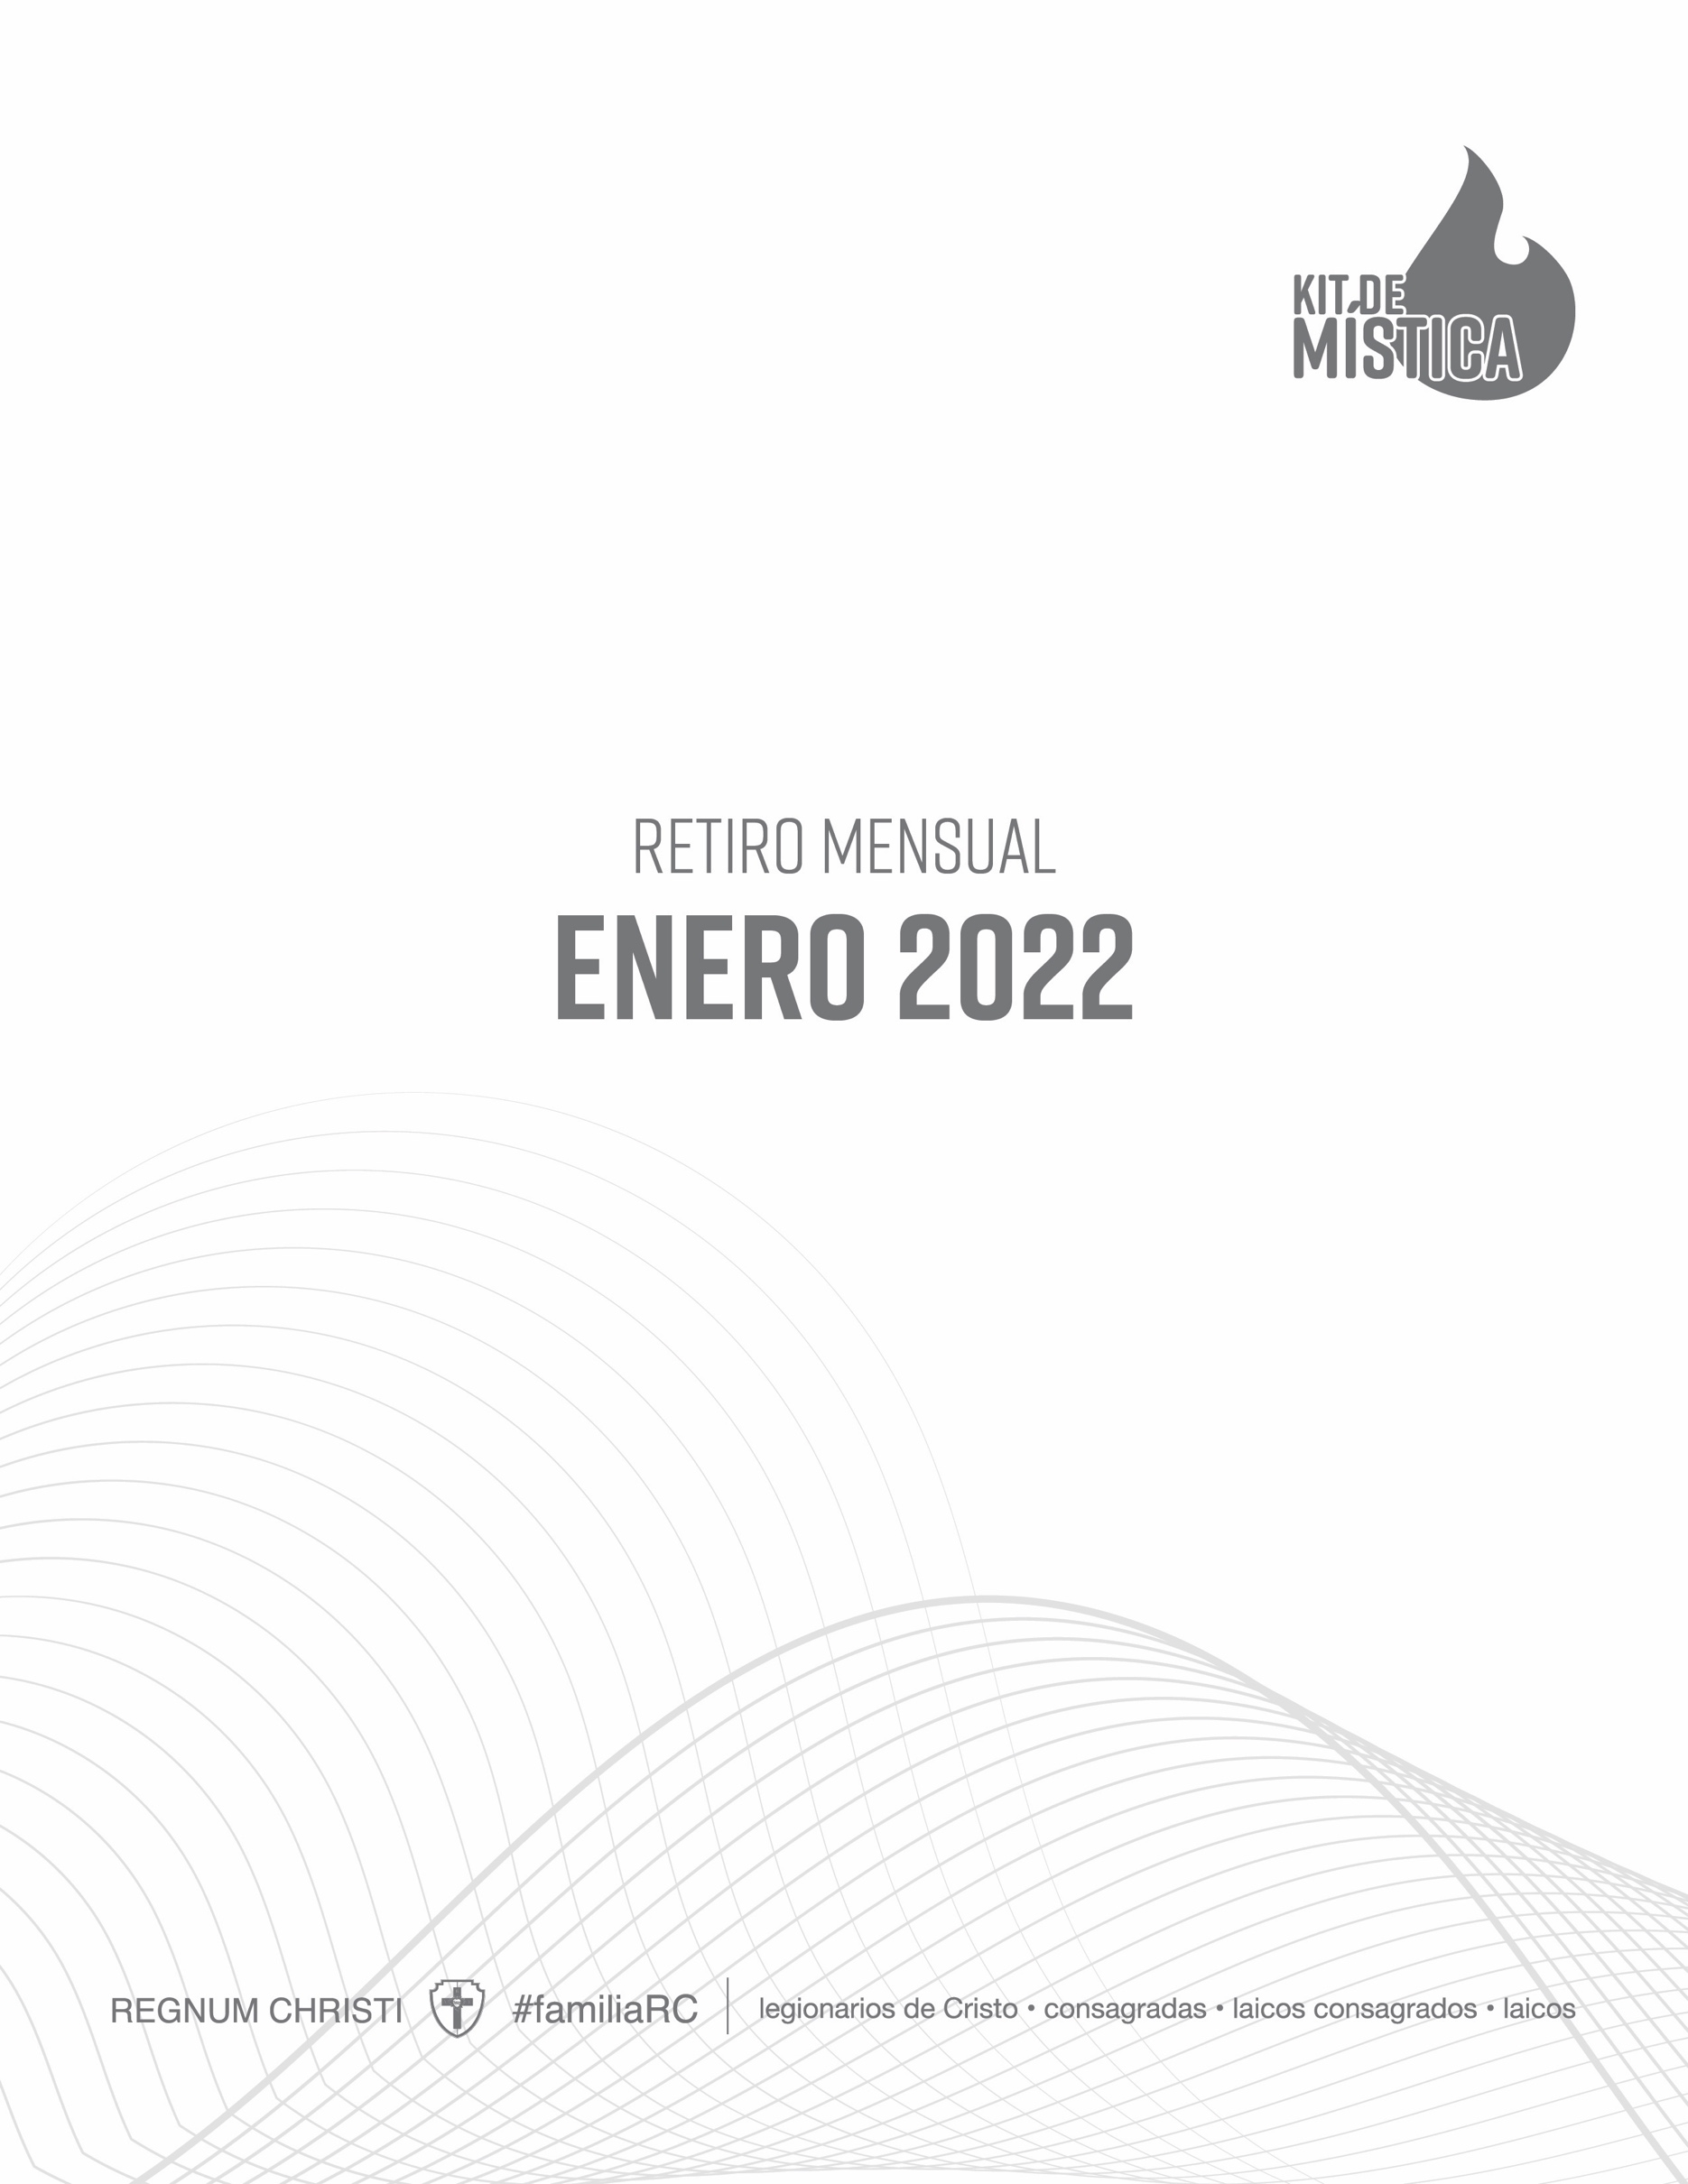 KIT DE
MÍSTICA
RETIRO MENSUAL
ENERO 2022
REGNUM CHRISTI #familiaRC legionarios de Cristo • consagradas • laicos consagrados • laicos